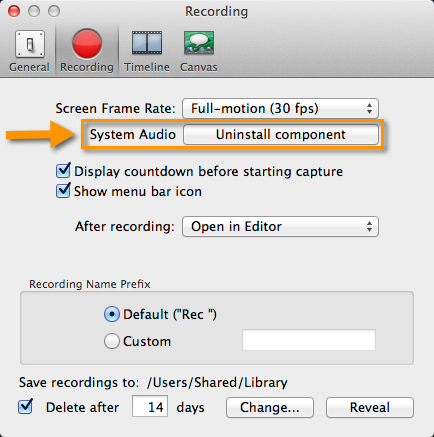 Recording
General Recording Timeline Canvas
Screen Frame Rate: Full-motion (30 fps)
System Audio Uninstall component
Display countdown before starting capture
Show menu bar icon
After recording: Open in Editor
Recording Name Prefix
Default ("Rec ")
Custom
Save recordings to: /Users/Shared/Library
Delete after 14 days Change... Reveal